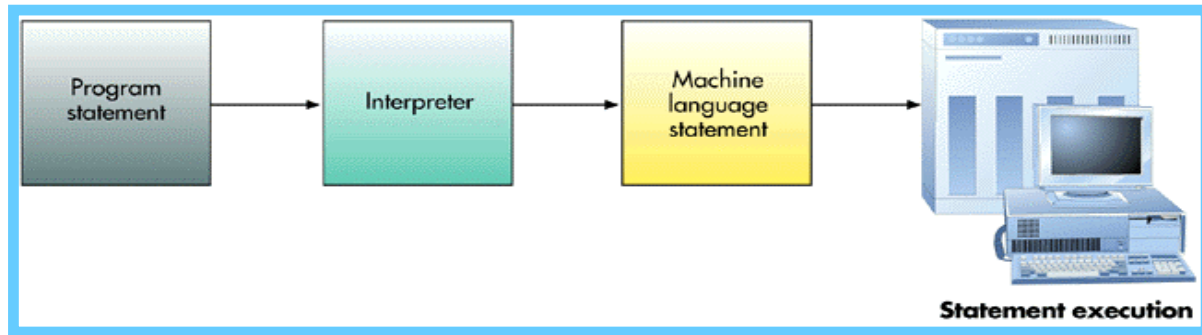 Program
statement
Interpreter
Machine
language
statement
Statement execution